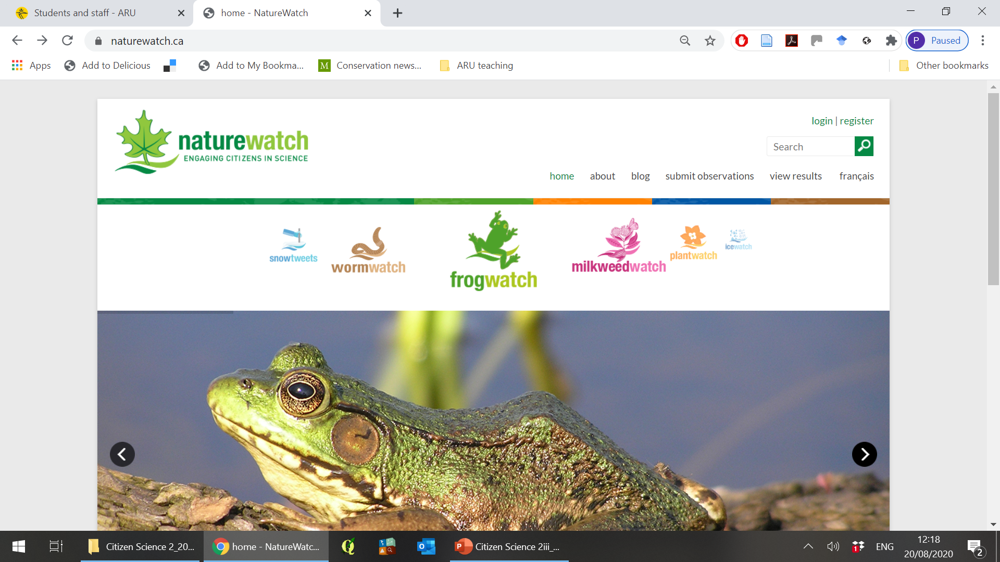 Students and staff - ARU
home - NatureWatch
naturewatch.ca
P Paused
Apps
Add to Delicious
Add to My Bookma...
M Conservation news...
ARU teaching
Other bookmarks
naturewatch
ENGAGING CITIZENS IN SCIENCE
login | register
Search
home about blog submit observations view results français
snowtweets
wormwatch
frogwatch
milkweedwatch
plantwatch
icewatch
Citizen Science 2_20...
home - NatureWatc...
Citizen Science 2iii_...
ENG
12:18
20/08/2020
2
1